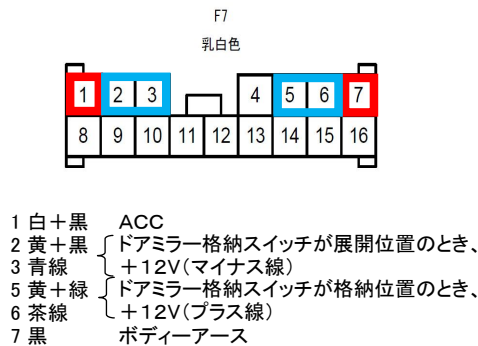 F7
乳白色
1 2 3 4 5 6 7
8 9 10 11 12 13 14 15 16
1 白+黒 ACC
2 黄+黒 ドアミラー格納スイッチが展開位置のとき、
3 青線 +12V(マイナス線)
5 黄+緑 ドアミラー格納スイッチが格納位置のとき、
6 茶線 +12V(プラス線)
7 黒 ボディーアース